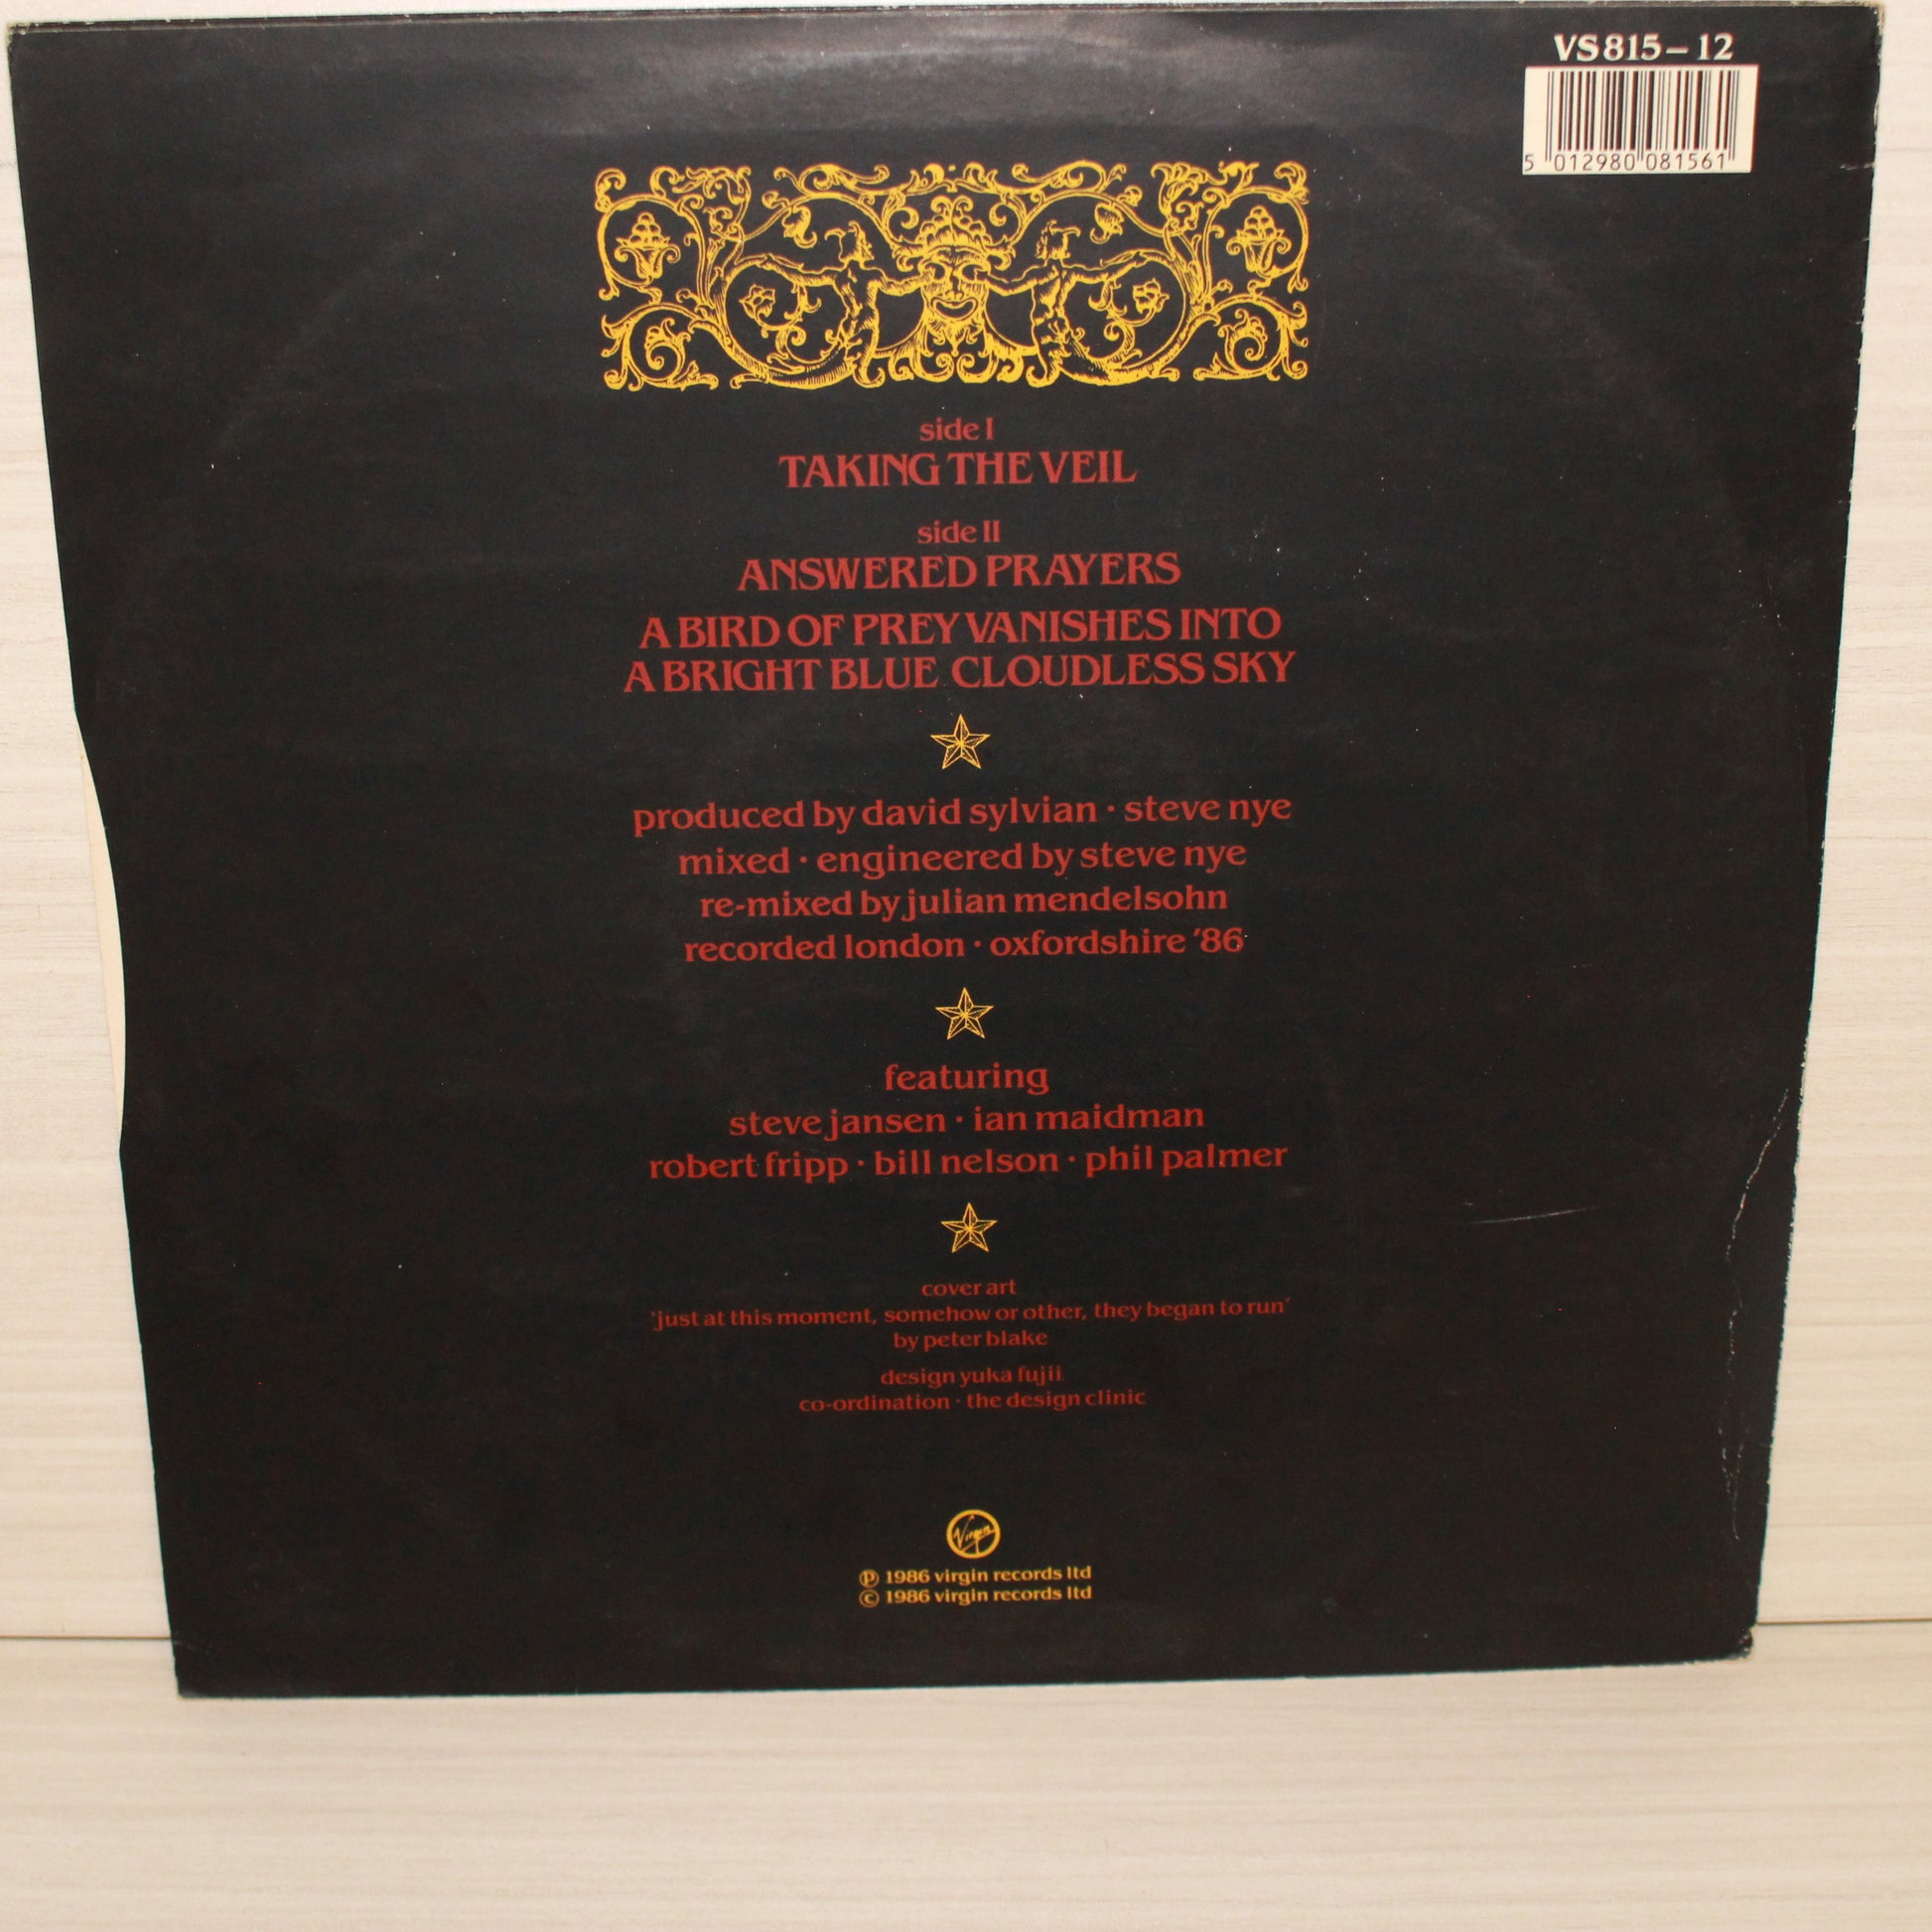 VS815–12
5 012980 081561
side I
TAKING THE VEIL
side II
ANSWERED PRAYERS
A BIRD OF PREY VANISHES INTO
A BRIGHT BLUE CLOUDLESS SKY
produced by david sylvian · steve nye
mixed · engineered by steve nye
re-mixed by julian mendelsohn
recorded london · oxfordshire '86
featuring
steve jansen · ian maidman
robert fripp · bill nelson · phil palmer
cover art
'just at this moment, somehow or other, they began to run'
by peter blake
design yuka fujii
co-ordination · the design clinic
Virgin
℗ 1986 virgin records ltd
© 1986 virgin records ltd